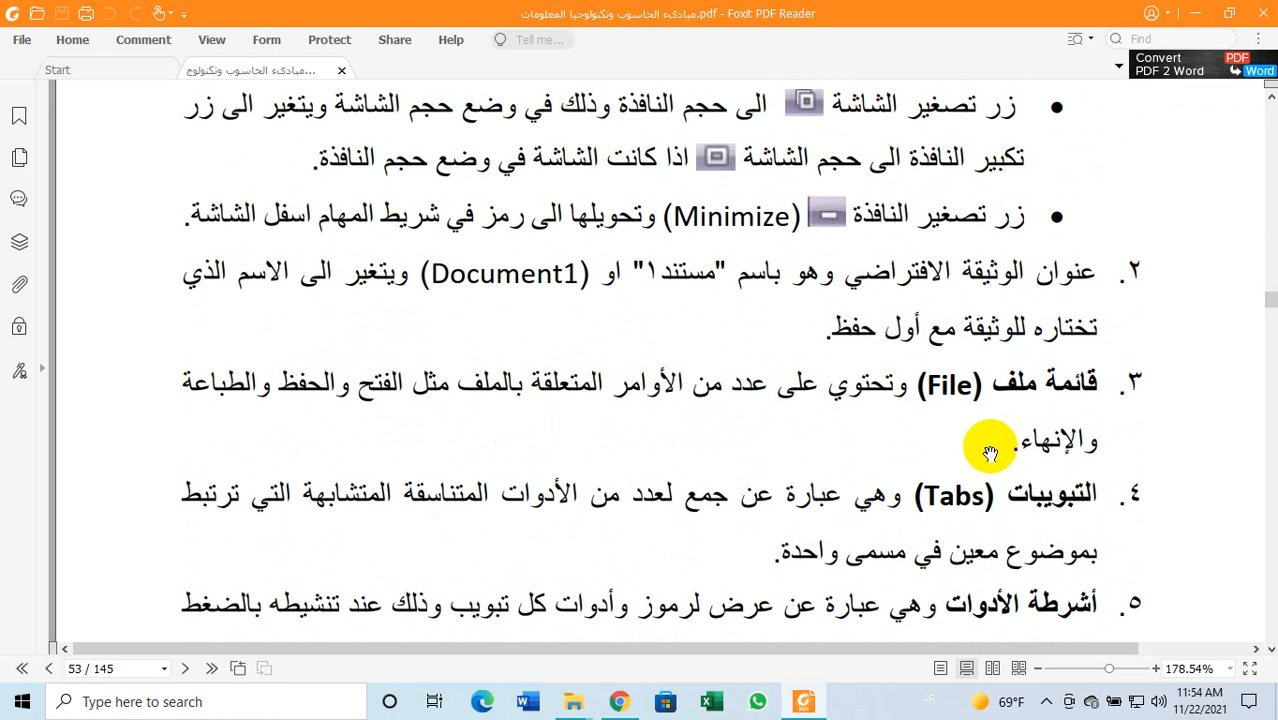 مبادىء الحاسوب وتكنولوجيا المعلومات.pdf - Foxit PDF Reader
File Home Comment View Form Protect Share Help Tell me... Find
Start
مبادىء الحاسوب وتكنولوج...
Convert PDF
PDF 2 Word Word
• زر تصغير الشاشة الى حجم النافذة وذلك في وضع حجم الشاشة ويتغير الى زر
تكبير النافذة الى حجم الشاشة اذا كانت الشاشة في وضع حجم النافذة.
• زر تصغير النافذة (Minimize) وتحويلها الى رمز في شريط المهام اسفل الشاشة.
٢. عنوان الوثيقة الافتراضي وهو باسم "مستند١" او (Document1) ويتغير الى الاسم الذي
تختاره للوثيقة مع أول حفظ.
٣. قائمة ملف (File) وتحتوي على عدد من الأوامر المتعلقة بالملف مثل الفتح والحفظ والطباعة
والإنهاء.
٤. التبويبات (Tabs) وهي عبارة عن جمع لعدد من الأدوات المتناسقة المتشابهة التي ترتبط
بموضوع معين في مسمى واحدة.
٥. أشرطة الأدوات وهي عبارة عن عرض لرموز وأدوات كل تبويب وذلك عند تنشيطه بالضغط
53 / 145
178.54%
Type here to search
69°F
11:54 AM
11/22/2021